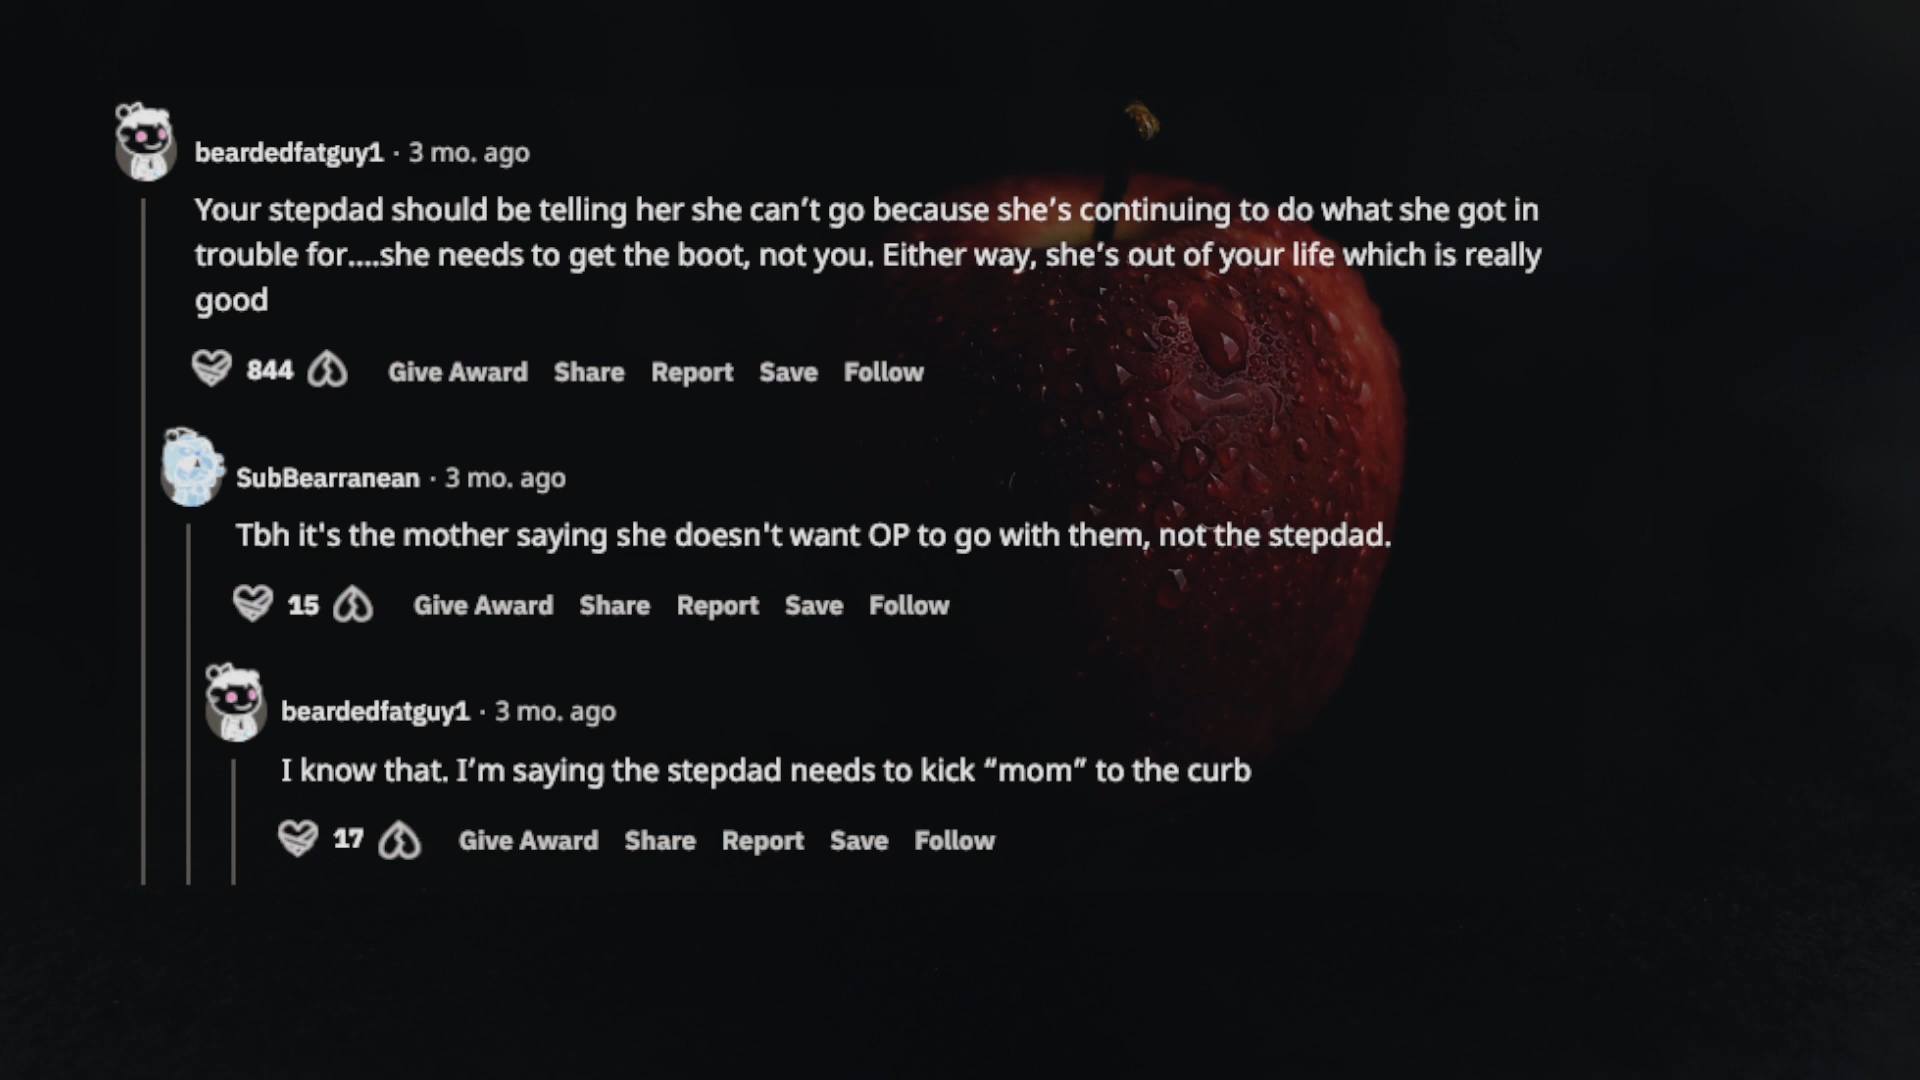 beardedfatguy1 · 3 mo. ago
Your stepdad should be telling her she can’t go because she’s continuing to do what she got in
trouble for....she needs to get the boot, not you. Either way, she’s out of your life which is really
good
844 Give Award Share Report Save Follow
SubBearranean · 3 mo. ago
Tbh it's the mother saying she doesn't want OP to go with them, not the stepdad.
15 Give Award Share Report Save Follow
beardedfatguy1 · 3 mo. ago
I know that. I’m saying the stepdad needs to kick “mom” to the curb
17 Give Award Share Report Save Follow